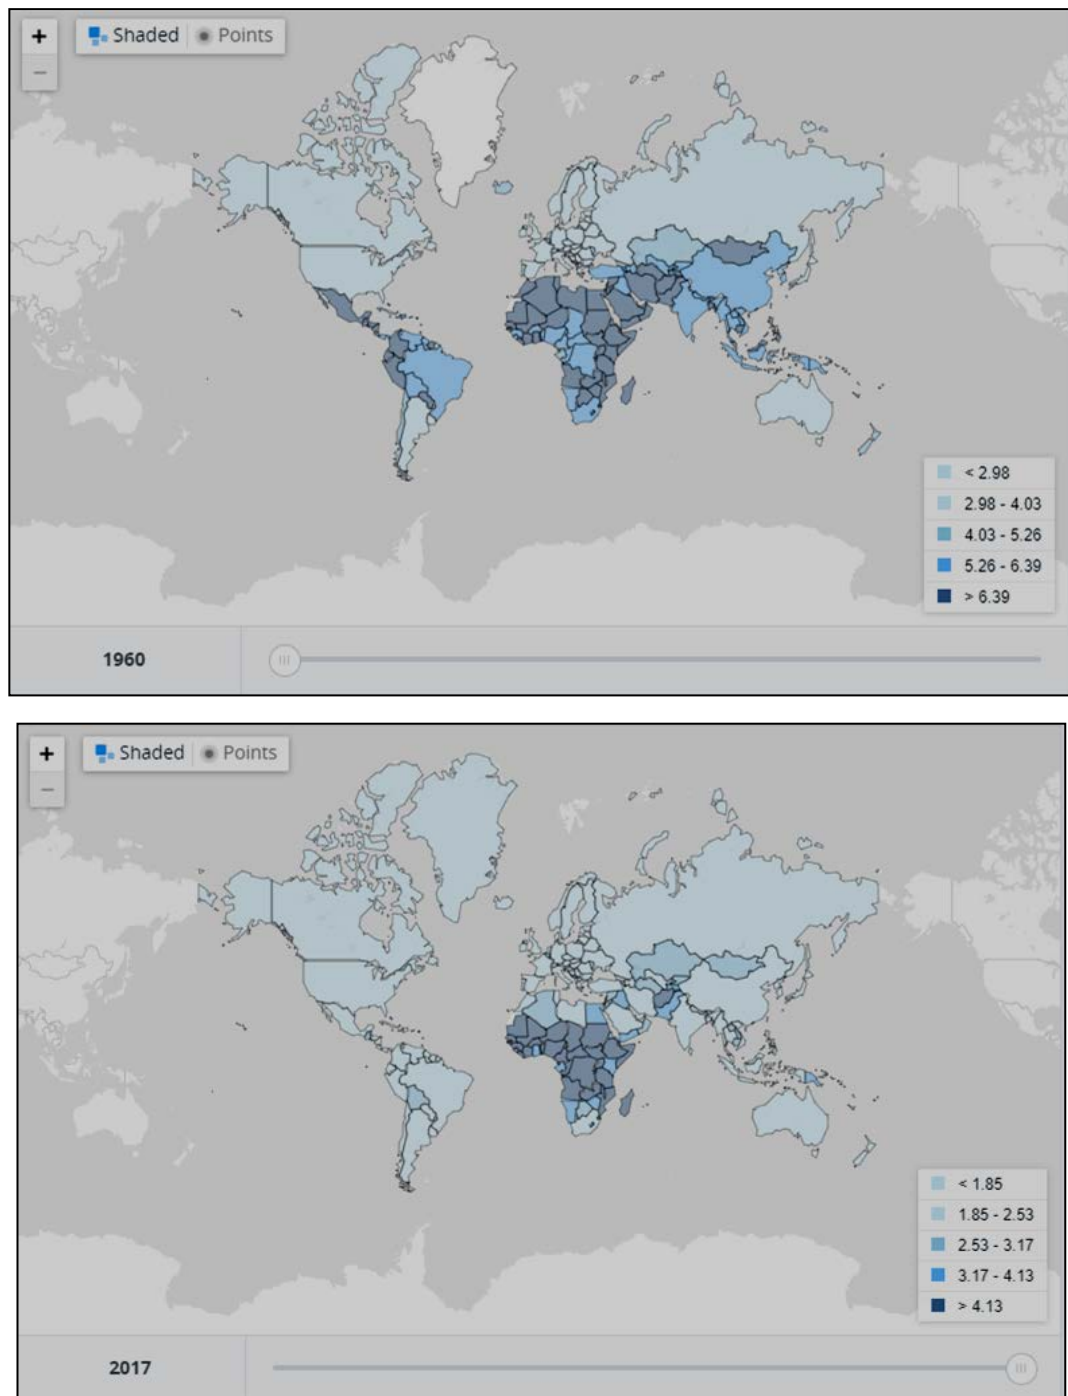 +
Shaded Points
−
< 2.98
2.98 - 4.03
4.03 - 5.26
5.26 - 6.39
> 6.39
1960
+
Shaded Points
−
< 1.85
1.85 - 2.53
2.53 - 3.17
3.17 - 4.13
> 4.13
2017